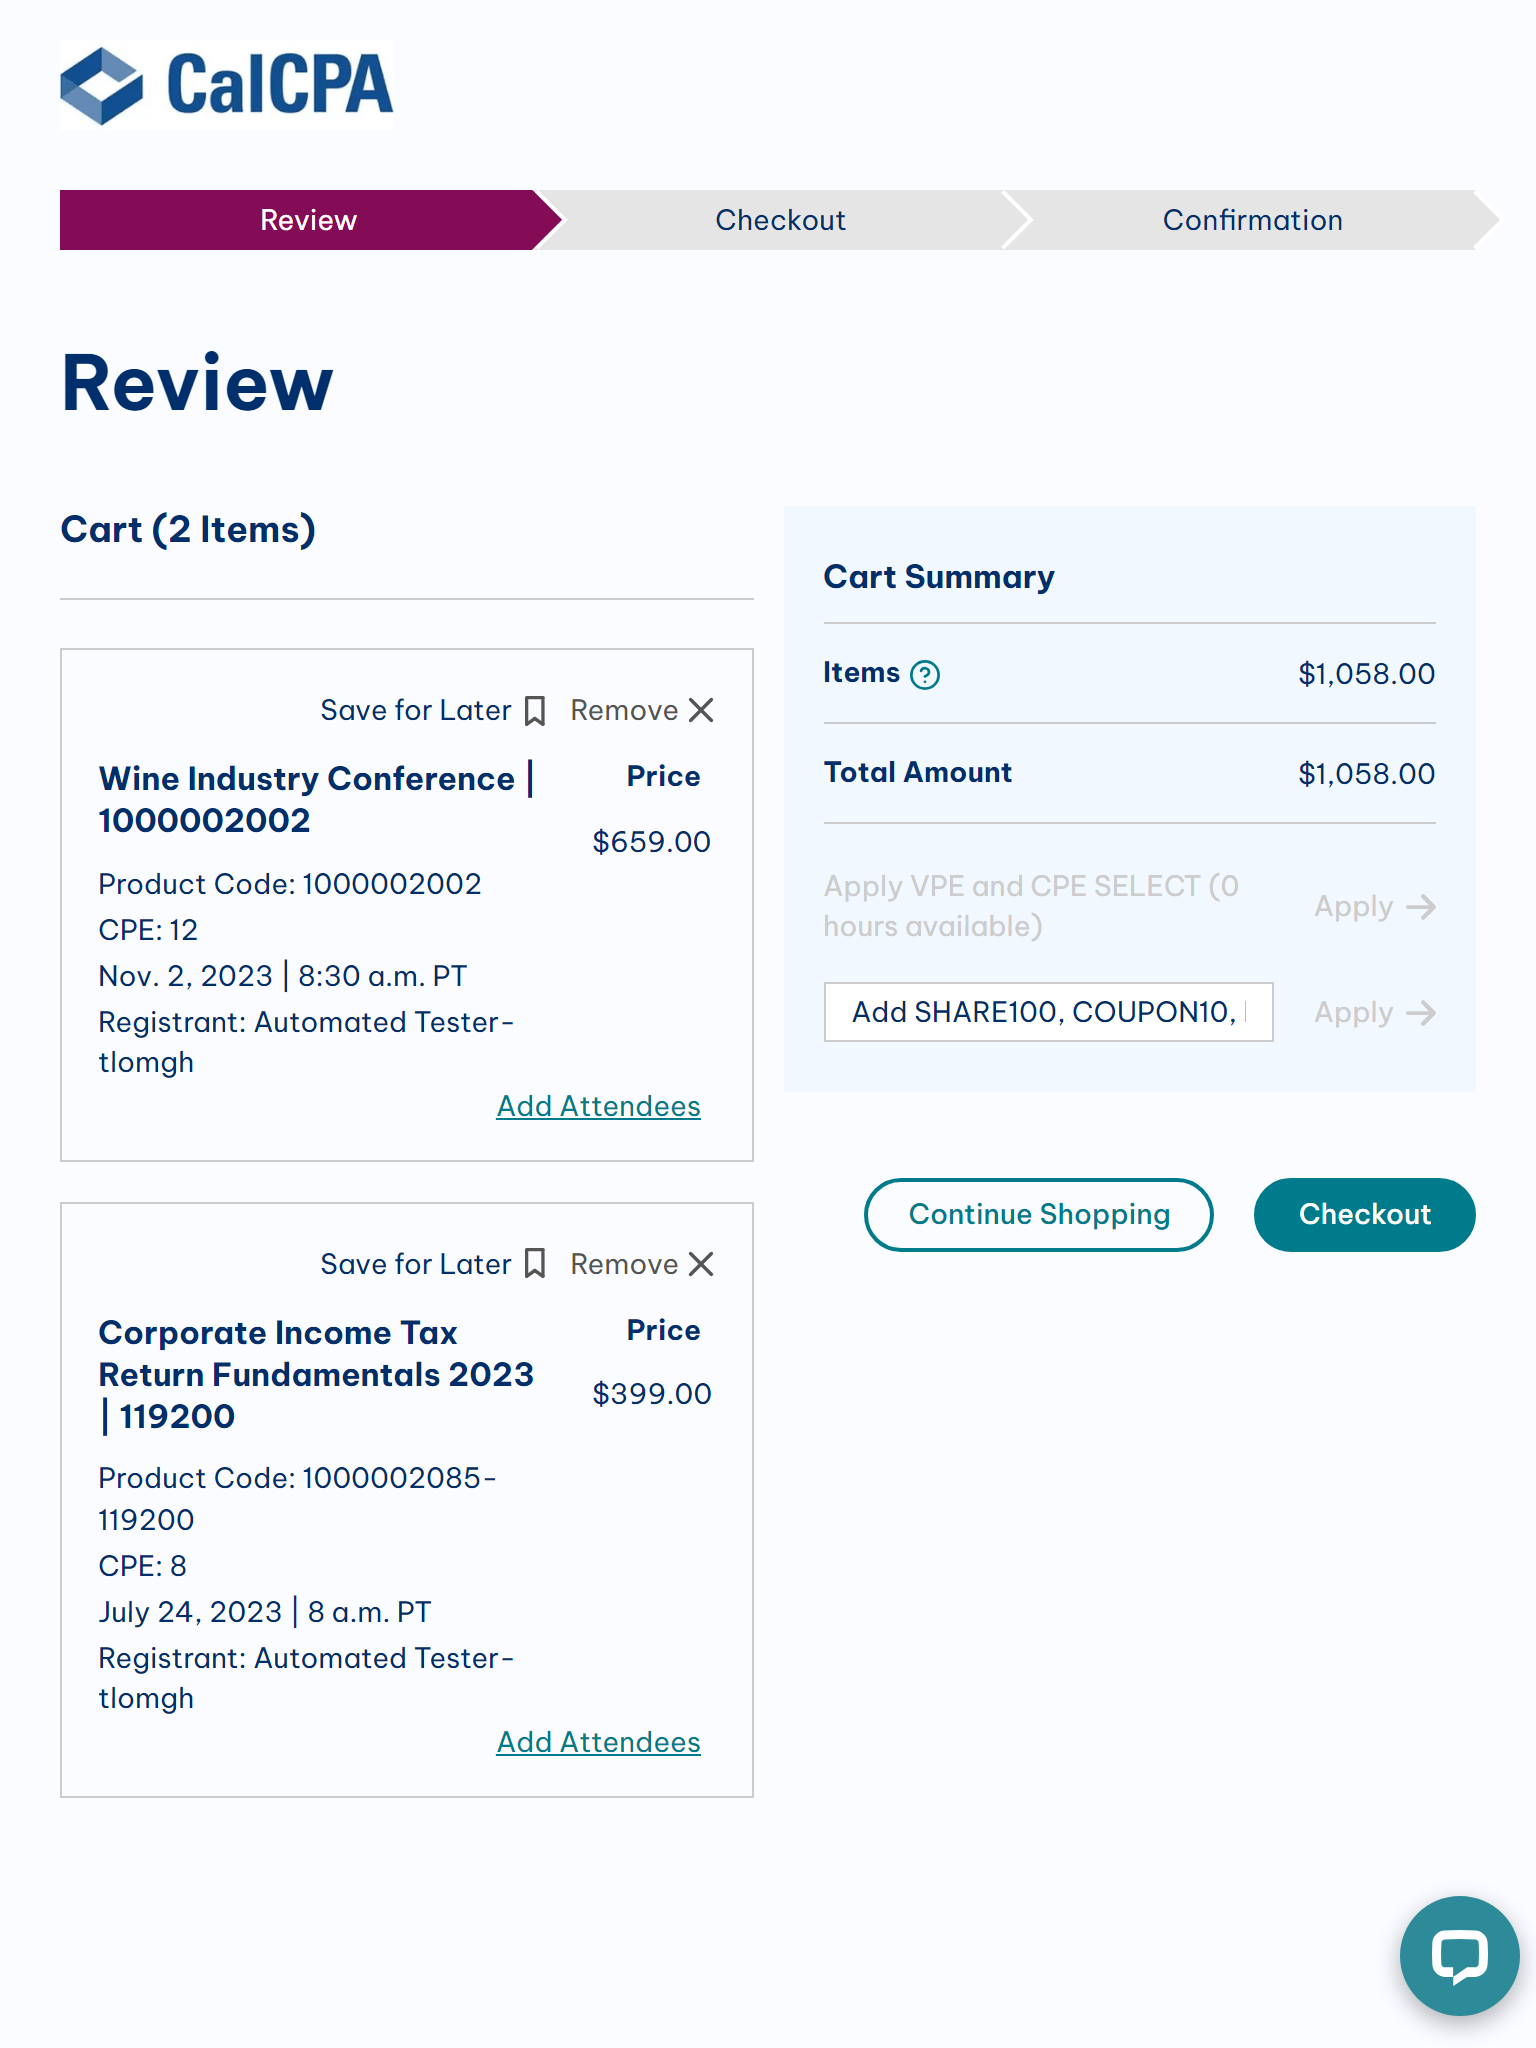 CalCPA
Review
Checkout
Confirmation
Review
Cart (2 Items)
Save for Later
Remove
Wine Industry Conference |
1000002002
Price
$659.00
Product Code: 1000002002
CPE: 12
Nov. 2, 2023 | 8:30 a.m. PT
Registrant: Automated Tester-
tlomgh
Add Attendees
Save for Later
Remove
Corporate Income Tax
Return Fundamentals 2023
| 119200
Price
$399.00
Product Code: 1000002085-
119200
CPE: 8
July 24, 2023 | 8 a.m. PT
Registrant: Automated Tester-
tlomgh
Add Attendees
Cart Summary
Items ?
$1,058.00
Total Amount
$1,058.00
Apply VPE and CPE SELECT (0
hours available)
Apply
Add SHARE100, COUPON10,
Apply
Continue Shopping
Checkout